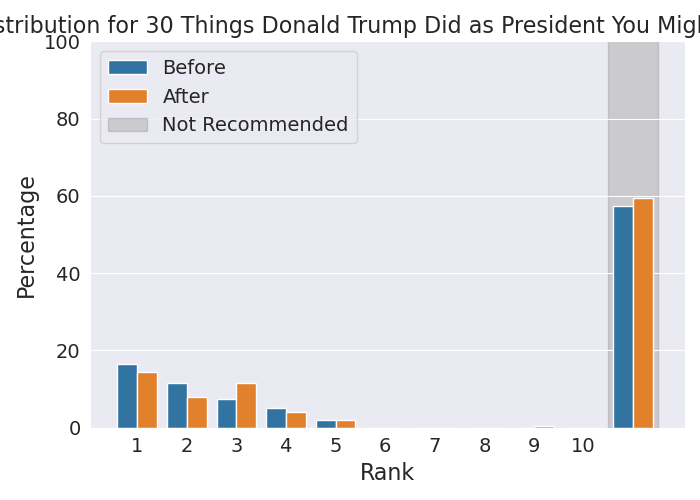 stribution for 30 Things Donald Trump Did as President You Mig
100
80
60
40
20
0
Percentage
Before
After
Not Recommended
1 2 3 4 5 6 7 8 9 10
Rank